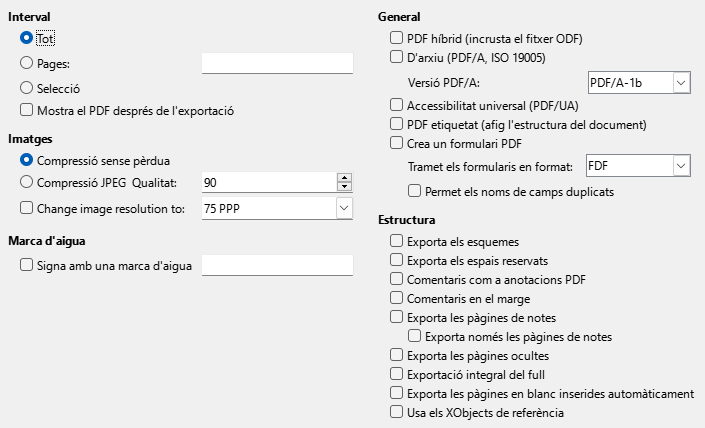 Interval
Tot
Pages:
Selecció
Mostra el PDF després de l'exportació
Imatges
Compressió sense pèrdua
Compressió JPEG Qualitat: 90
Change image resolution to: 75 PPP
Marca d'aigua
Signa amb una marca d'aigua
General
PDF híbrid (incrusta el fitxer ODF)
D'arxiu (PDF/A, ISO 19005)
Versió PDF/A: PDF/A-1b
Accessibilitat universal (PDF/UA)
PDF etiquetat (afig l'estructura del document)
Crea un formulari PDF
Tramet els formularis en format: FDF
Permet els noms de camps duplicats
Estructura
Exporta els esquemes
Exporta els espais reservats
Comentaris com a anotacions PDF
Comentaris en el marge
Exporta les pàgines de notes
Exporta només les pàgines de notes
Exporta les pàgines ocultes
Exportació integral del full
Exporta les pàgines en blanc inserides automàticament
Usa els XObjects de referència